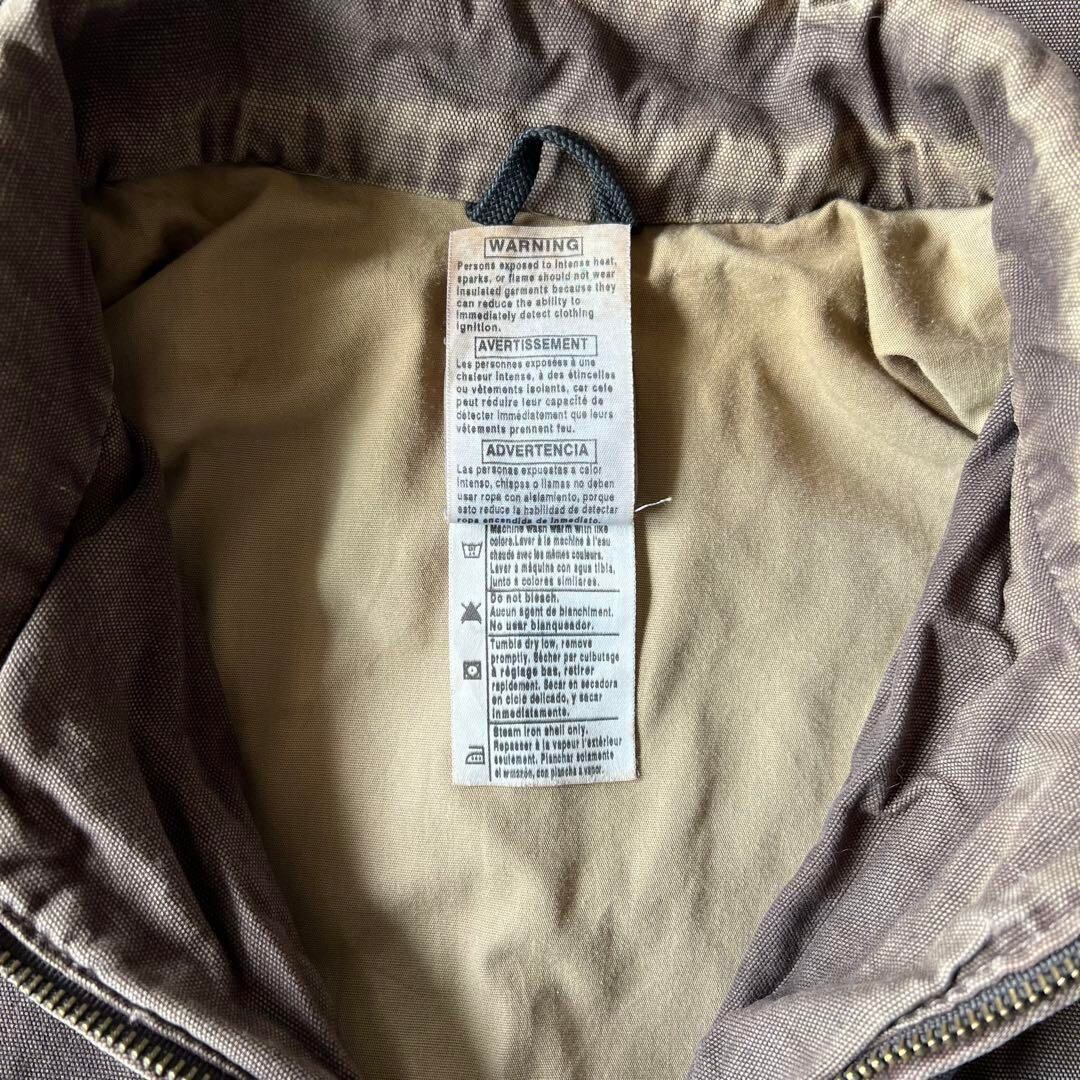 WARNING
Persons exposed to intense heat,
sparks, or flame should not wear
insulated garments because they
can reduce the ability to
immediately detect clothing
ignition.
AVERTISSEMENT
Les personnes exposées à une
chaleur intense, à des étincelles
ou vêtements isolants, car cele
peut réduire leur capacité de
détecter immédiatement que leurs
vêtements prennent feu.
ADVERTENCIA
Las personas expuestas a calor
intenso, chispas o llamas no deben
usar ropa con aislamiento, porque
esto reduce la habilidad de detectar
ropa encendida de inmediato.
Machine wash warm with like
colors.Laver à la machine à l'eau
chaude avec les mêmes couleurs.
Lavar a máquina con agua tibia,
junto a colores similares.
Do not bleach.
Aucun agent de blanchiment.
No usar blanqueador.
Tumble dry low, remove
promptly. Sécher par culbutage
à réglage bas, retirer
rapidement. Secar en secadora
en ciclo delicado, y sacar
inmediatamente.
Steam iron shell only.
Repasser à la vapeur l'extérieur
seulement. Planchar solamente
el armazón, con plancha a vapor.